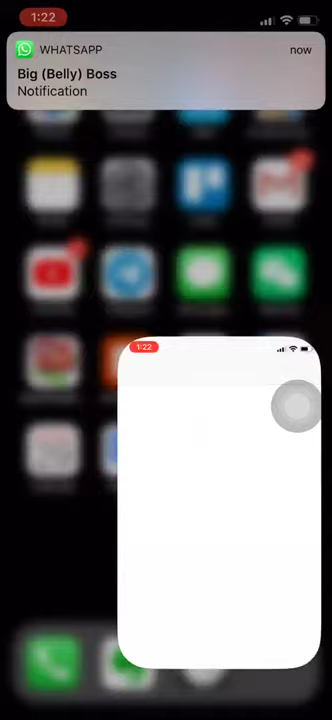 1:22
WHATSAPP
now
Big (Belly) Boss
Notification
1:22